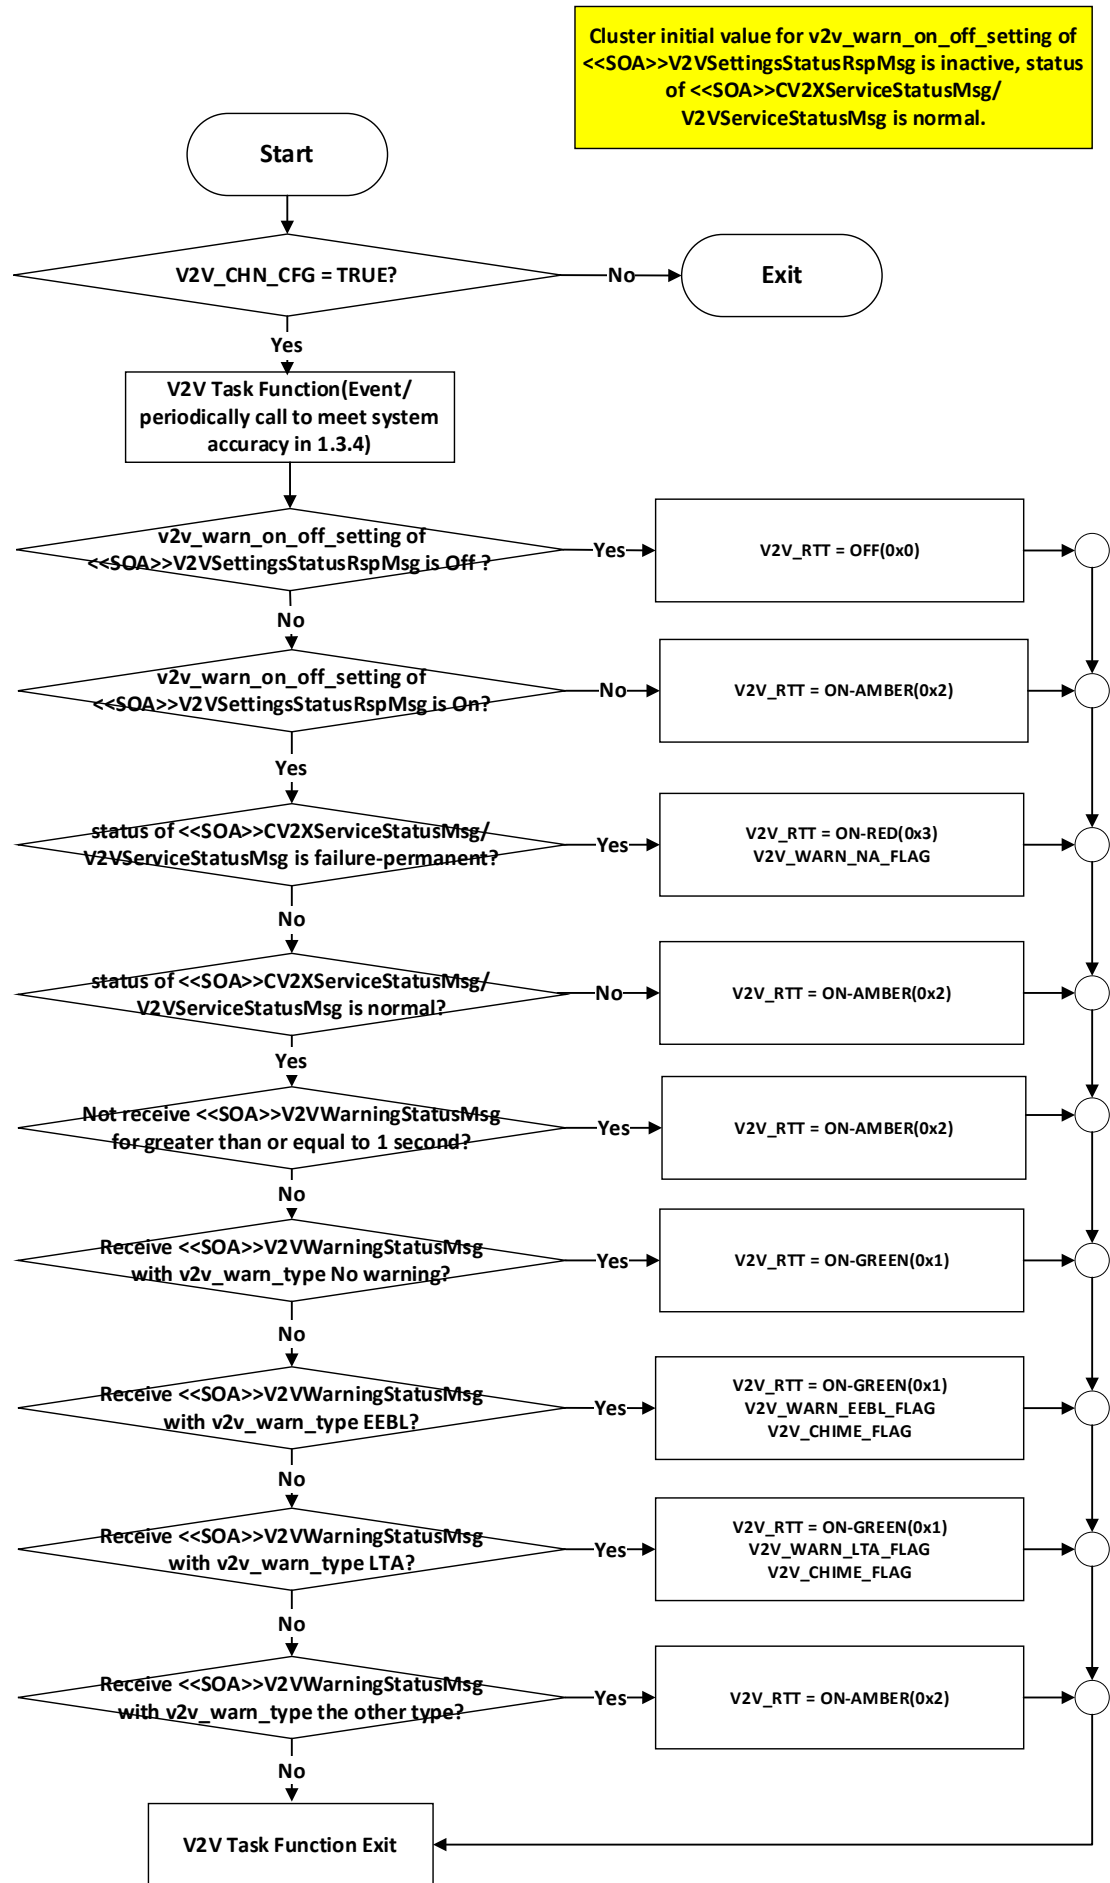 Cluster initial value for v2v_warn_on_off_setting of
<<SOA>>V2VSettingsStatusRspMsg is inactive, status
of <<SOA>>CV2XServiceStatusMsg/
V2VServiceStatusMsg is normal.
Start
V2V_CHN_CFG = TRUE?
No
Exit
Yes
V2V Task Function(Event/
periodically call to meet system
accuracy in 1.3.4)
v2v_warn_on_off_setting of
<<SOA>>V2VSettingsStatusRspMsg is Off ?
Yes
V2V_RTT = OFF(0x0)
No
v2v_warn_on_off_setting of
<<SOA>>V2VSettingsStatusRspMsg is On?
No
V2V_RTT = ON-AMBER(0x2)
Yes
status of <<SOA>>CV2XServiceStatusMsg/
V2VServiceStatusMsg is failure-permanent?
Yes
V2V_RTT = ON-RED(0x3)
V2V_WARN_NA_FLAG
No
status of <<SOA>>CV2XServiceStatusMsg/
V2VServiceStatusMsg is normal?
No
V2V_RTT = ON-AMBER(0x2)
Yes
Not receive <<SOA>>V2VWarningStatusMsg
for greater than or equal to 1 second?
Yes
V2V_RTT = ON-AMBER(0x2)
No
Receive <<SOA>>V2VWarningStatusMsg
with v2v_warn_type No warning?
Yes
V2V_RTT = ON-GREEN(0x1)
No
Receive <<SOA>>V2VWarningStatusMsg
with v2v_warn_type EEBL?
Yes
V2V_RTT = ON-GREEN(0x1)
V2V_WARN_EEBL_FLAG
V2V_CHIME_FLAG
No
Receive <<SOA>>V2VWarningStatusMsg
with v2v_warn_type LTA?
Yes
V2V_RTT = ON-GREEN(0x1)
V2V_WARN_LTA_FLAG
V2V_CHIME_FLAG
No
Receive <<SOA>>V2VWarningStatusMsg
with v2v_warn_type the other type?
Yes
V2V_RTT = ON-AMBER(0x2)
No
V2V Task Function Exit